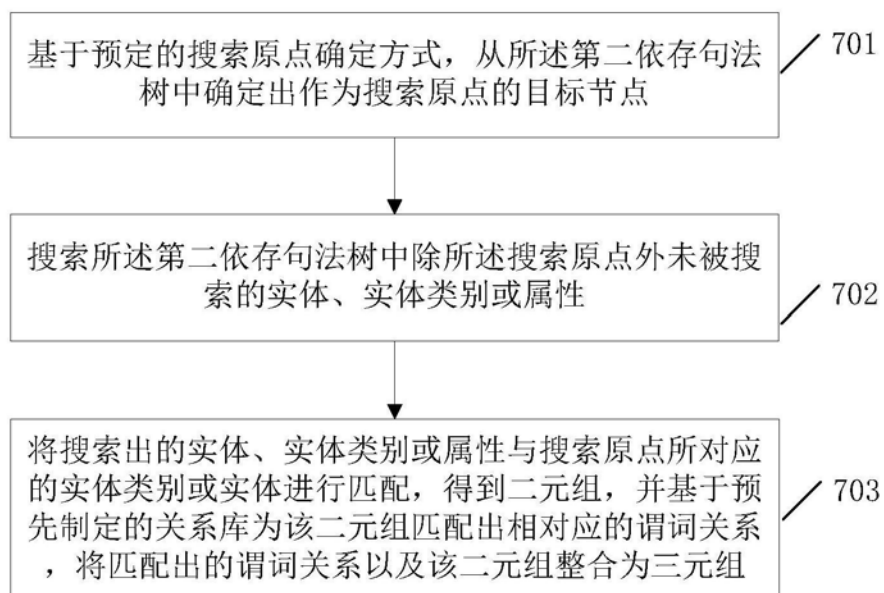 基于预定的搜索原点确定方式，从所述第二依存句法
树中确定出作为搜索原点的目标节点
701
搜索所述第二依存句法树中除所述搜索原点外未被搜
索的实体、实体类别或属性
702
将搜索出的实体、实体类别或属性与搜索原点所对应
的实体类别或实体进行匹配，得到二元组，并基于预
先制定的关系库为该二元组匹配出相对应的谓词关系
，将匹配出的谓词关系以及该二元组整合为三元组
703